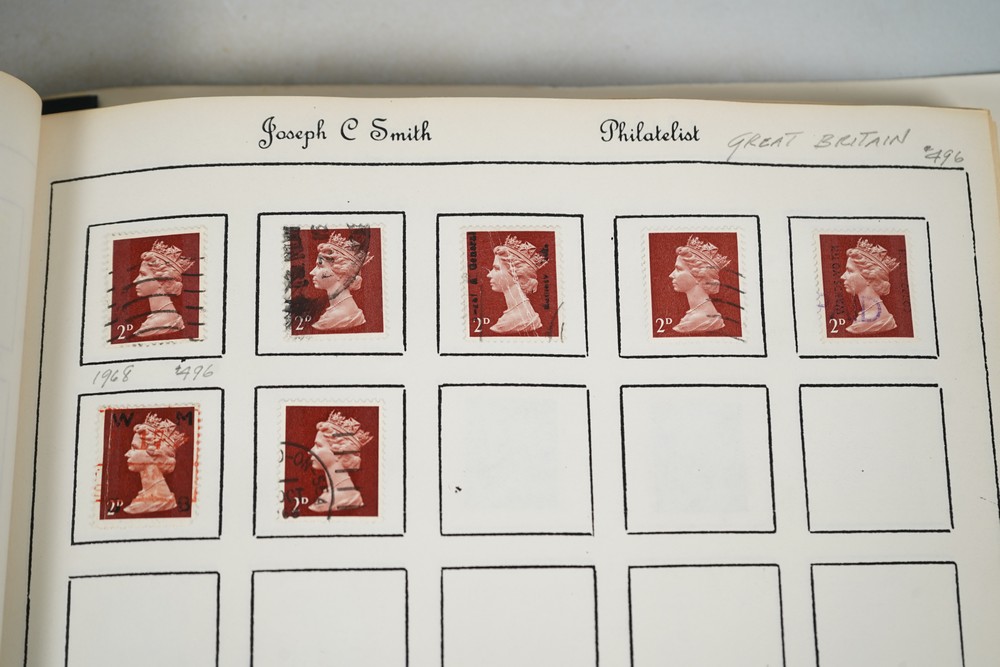 Joseph C Smith Philatelist GREAT BRITAIN #496
2D 2D 2D 2D 2D
1968 #496
W M
2D B 2D